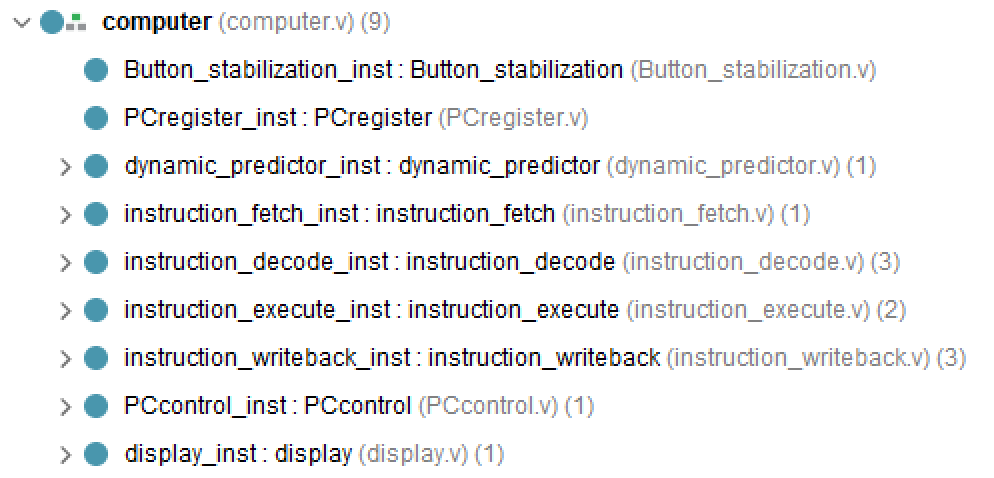 computer (computer.v) (9)
Button_stabilization_inst : Button_stabilization (Button_stabilization.v)
PCregister_inst : PCregister (PCregister.v)
dynamic_predictor_inst : dynamic_predictor (dynamic_predictor.v) (1)
instruction_fetch_inst : instruction_fetch (instruction_fetch.v) (1)
instruction_decode_inst : instruction_decode (instruction_decode.v) (3)
instruction_execute_inst : instruction_execute (instruction_execute.v) (2)
instruction_writeback_inst : instruction_writeback (instruction_writeback.v) (3)
PCcontrol_inst : PCcontrol (PCcontrol.v) (1)
display_inst : display (display.v) (1)